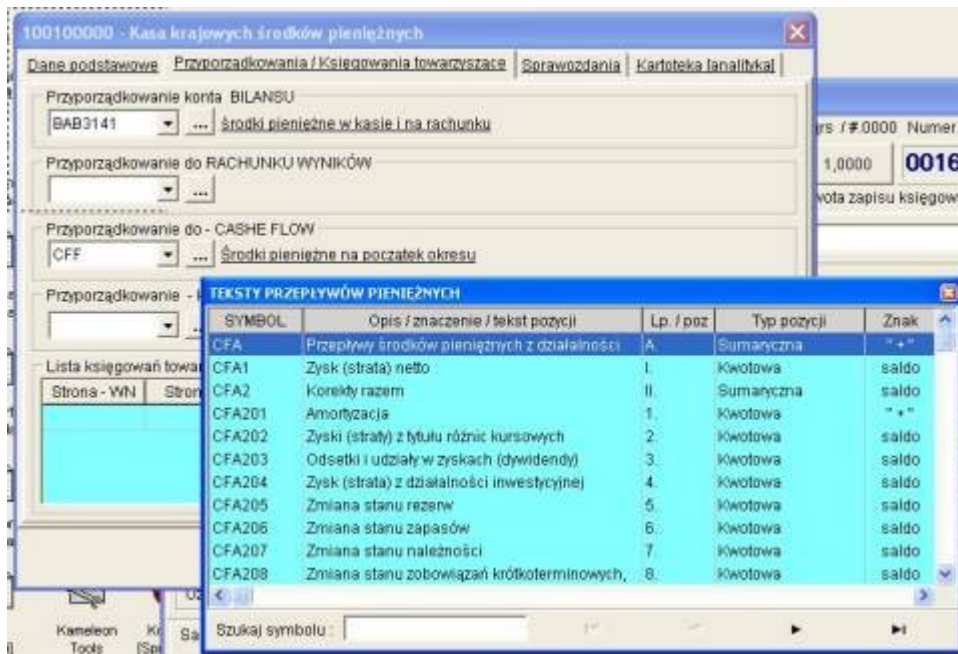 100100000 - Kasa krajowych środków pieniężnych
Dane podstawowe Przyporządkowania / Księgowania towarzyszące Sprawozdania Kartoteka [analityka]
Przyporządkowanie konta BILANSU
BAB3141 ... środki pieniężne w kasie i na rachunku
Przyporządkowanie do RACHUNKU WYNIKÓW
...
Przyporządkowanie do - CASHE FLOW
CFF ... Środki pieniężne na początek okresu
Przyporządkowanie -
Lista księgowań
Strona - WN
rs / #.0000 Numer
1,0000 0016
wota zapisu księgow
TEKSTY PRZEPŁYWÓW PIENIĘŻNYCH
SYMBOL Opis / znaczenie / tekst pozycji Lp. / poz Typ pozycji Znak
CFA Przepływy środków pieniężnych z działalności A. Sumaryczna "+"
CFA1 Zysk (strata) netto I. Kwotowa saldo
CFA2 Korekty razem II. Sumaryczna saldo
CFA201 Amortyzacja 1. Kwotowa "+"
CFA202 Zyski (straty) z tytułu różnic kursowych 2. Kwotowa saldo
CFA203 Odsetki i udziały w zyskach (dywidendy) 3. Kwotowa saldo
CFA204 Zysk (strata) z działalności inwestycyjnej 4. Kwotowa saldo
CFA205 Zmiana stanu rezerw 5. Kwotowa saldo
CFA206 Zmiana stanu zapasów 6. Kwotowa saldo
CFA207 Zmiana stanu należności 7. Kwotowa saldo
CFA208 Zmiana stanu zobowiązań krótkoterminowych, 8. Kwotowa saldo
Szukaj symbolu :
Kameleon
Tools